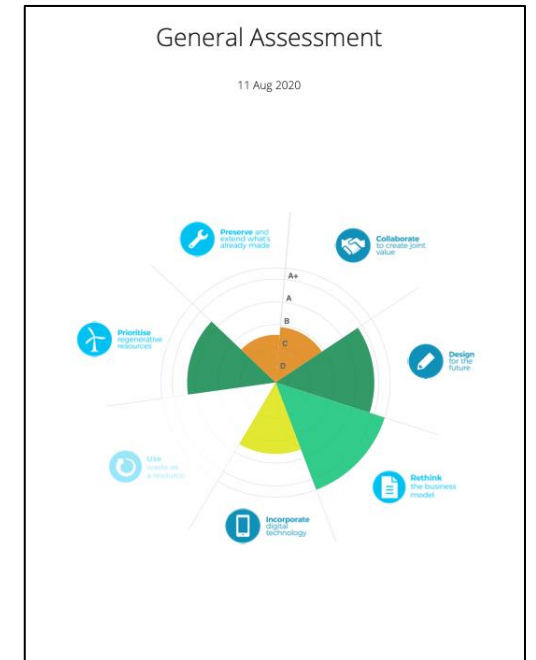 General Assessment
11 Aug 2020
Preserve and
extend what's
already made
Collaborate
to create joint
value
A+
A
B
C
D
Prioritise
regenerative
resources
Design
for the
future
Use
waste as
a resource
Rethink
the business
model
Incorporate
digital
technology